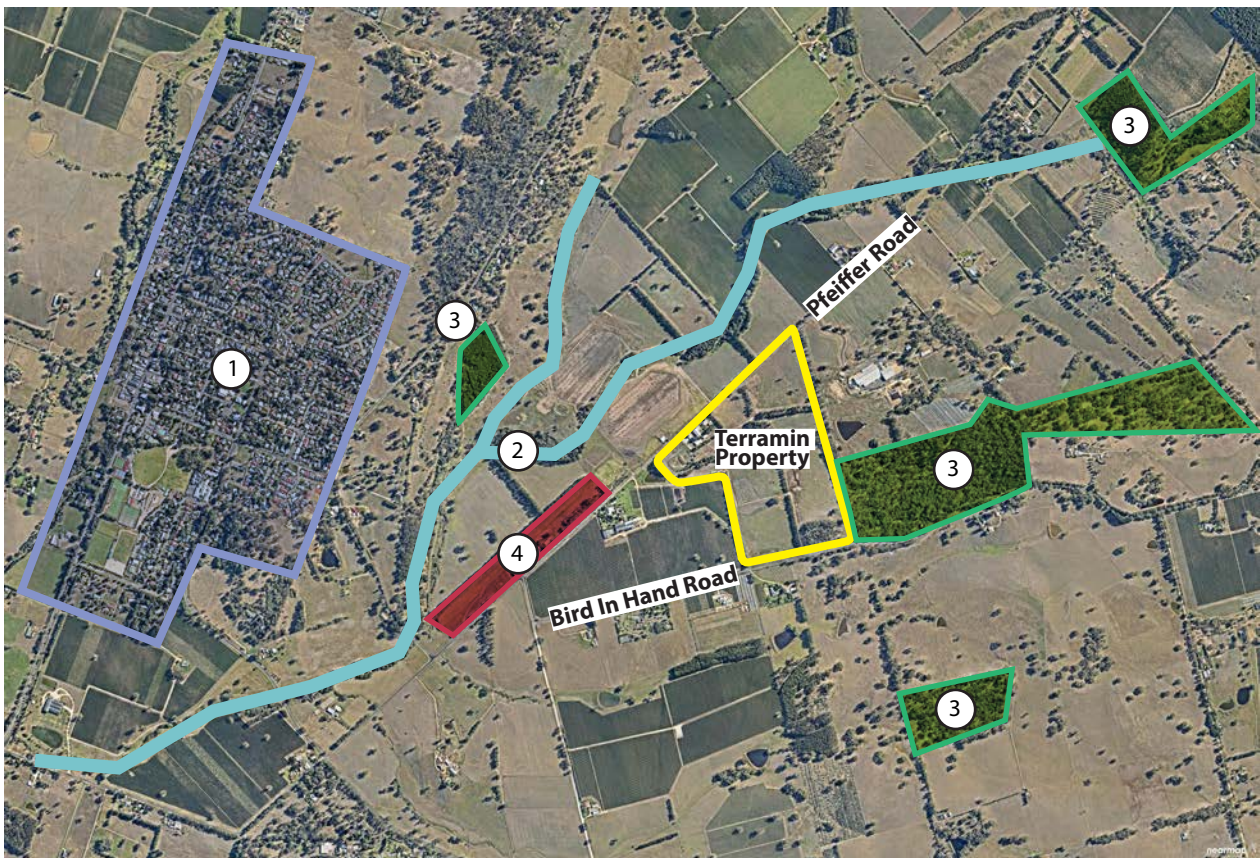 3
Pfeiffer Road
3
1
Terramin
Property
2
3
4
Bird In Hand Road
3
nearmap